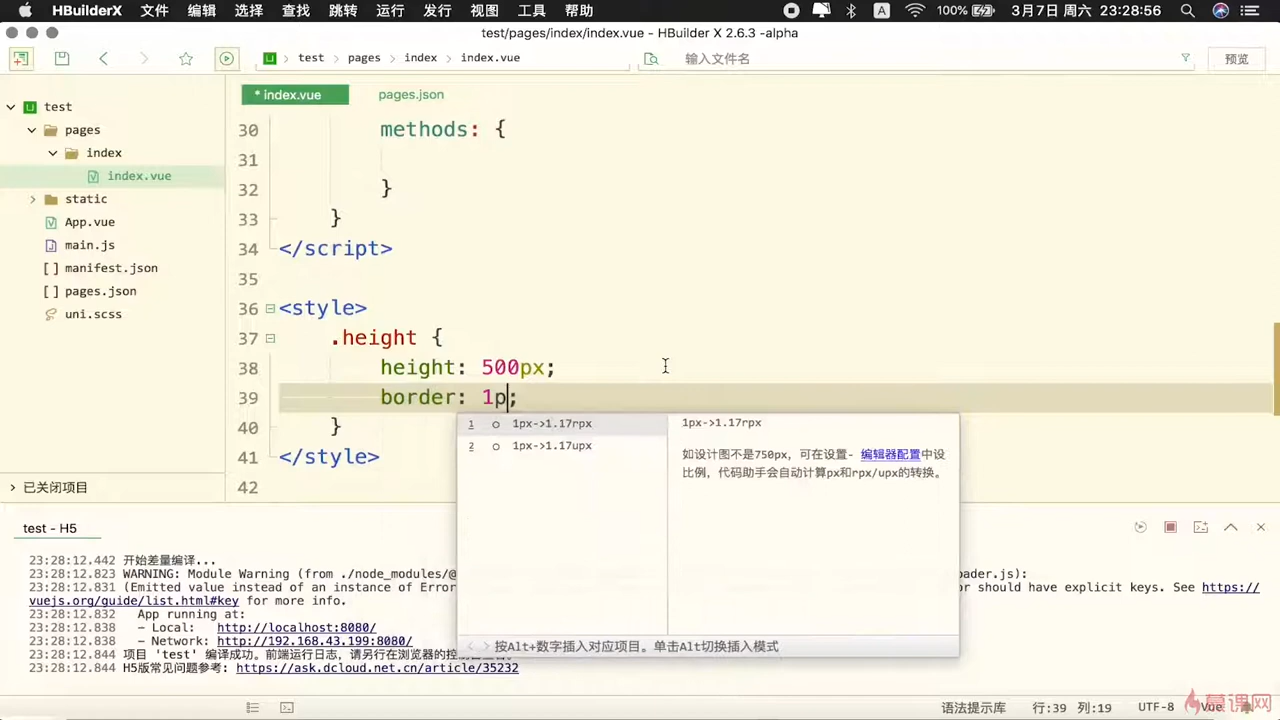 HBuilderX 文件 编辑 选择 查找 跳转 运行 发行 视图 工具 帮助 A 100% 3月7日 周六 23:28:56
test/pages/index/index.vue - HBuilder X 2.6.3 -alpha
test pages index index.vue 输入文件名 预览
test
pages
index
index.vue
static
App.vue
main.js
[ ] manifest.json
[ ] pages.json
uni.scss
已关闭项目
* index.vue pages.json
30 methods: {
31
32 }
33 }
34 </script>
35
36 <style>
37 .height {
38 height: 500px;
39 border: 1p;
40 }
41 </style>
42
1 1px->1.17rpx
2 1px->1.17upx
1px->1.17rpx
如设计图不是750px，可在设置- 编辑器配置中设
比例，代码助手会自动计算px和rpx/upx的转换。
按Alt+数字插入对应项目。单击Alt切换插入模式
test - H5
23:28:12.442 开始差量编译...
23:28:12.823 WARNING: Module Warning (from ./node_modules/@ oader.js):
23:28:12.831 (Emitted value instead of an instance of Error or should have explicit keys. See https://
vuejs.org/guide/list.html#key for more info.
23:28:12.832 App running at:
23:28:12.838 - Local: http://localhost:8080/
23:28:12.838 - Network: http://192.168.43.199:8080/
23:28:12.844 项目 'test' 编译成功。前端运行日志，请另行在浏览器的控
23:28:12.844 H5版常见问题参考: https://ask.dcloud.net.cn/article/35232
语法提示库 行:39 列:19 UTF-8 Vue
慕课网